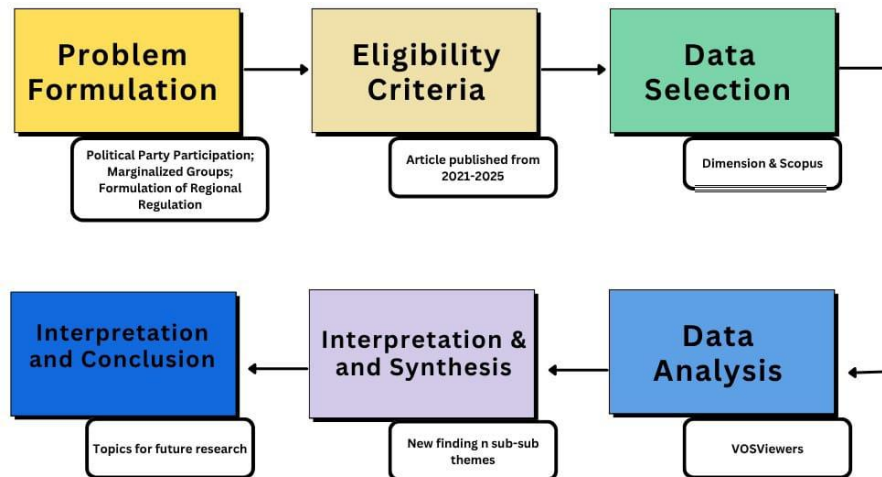 Problem
Formulation
Political Party Participation;
Marginalized Groups;
Formulation of Regional
Regulation
Eligibility
Criteria
Article published from
2021-2025
Data
Selection
Dimension & Scopus
Data
Analysis
VOSViewers
Interpretation &
and Synthesis
New finding n sub-sub
themes
Interpretation
and Conclusion
Topics for future research